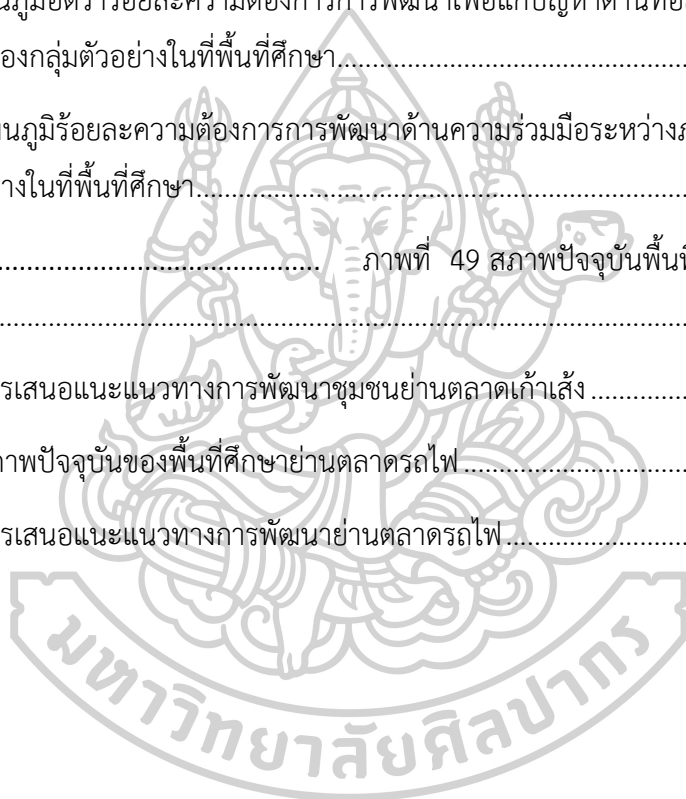 นภูมิอัตราร้อยละความต้องการการพัฒนาเพื่อแก้ปัญหาด้านที่อยู่
องกลุ่มตัวอย่างในที่พื้นที่ศึกษา....................................................
นภูมิร้อยละความต้องการการพัฒนาด้านความร่วมมือระหว่างภ
างในที่พื้นที่ศึกษา........................................................................
............................................. ภาพที่ 49 สภาพปัจจุบันพื้นที่
....................................................................................................
รเสนอแนะแนวทางการพัฒนาชุมชนย่านตลาดเก้าเส้ง ..............
ภาพปัจจุบันของพื้นที่ศึกษาย่านตลาดรถไฟ ................................
รเสนอแนะแนวทางการพัฒนาย่านตลาดรถไฟ ..........................
มหาวิทยาลัยศิลปากร